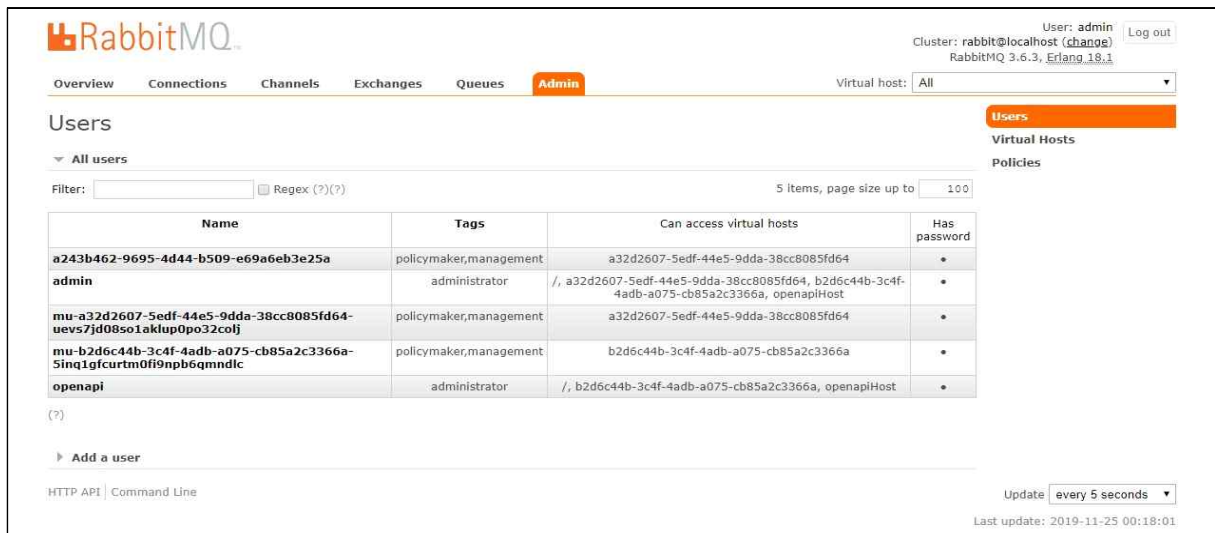 RabbitMQ
User: admin
Log out
Cluster: rabbit@localhost (change)
RabbitMQ 3.6.3, Erlang 18.1
Overview Connections Channels Exchanges Queues Admin
Virtual host: All
Users
Users
Virtual Hosts
Policies
All users
Filter: Regex (?)(?)
5 items, page size up to 100
Name Tags Can access virtual hosts Has
password
a243b462-9695-4d44-b509-e69a6eb3e25a policymaker,management a32d2607-5edf-44e5-9dda-38cc8085fd64 •
admin administrator /, a32d2607-5edf-44e5-9dda-38cc8085fd64, b2d6c44b-3c4f-
4adb-a075-cb85a2c3366a, openapiHost •
mu-a32d2607-5edf-44e5-9dda-38cc8085fd64- policymaker,management a32d2607-5edf-44e5-9dda-38cc8085fd64 •
uevs7jd08so1aklup0po32colj
mu-b2d6c44b-3c4f-4adb-a075-cb85a2c3366a- policymaker,management b2d6c44b-3c4f-4adb-a075-cb85a2c3366a •
5inq1gfcurtm0fi9npb6qmndlc
openapi administrator /, b2d6c44b-3c4f-4adb-a075-cb85a2c3366a, openapiHost •
(?)
Add a user
HTTP API | Command Line
Update every 5 seconds
Last update: 2019-11-25 00:18:01